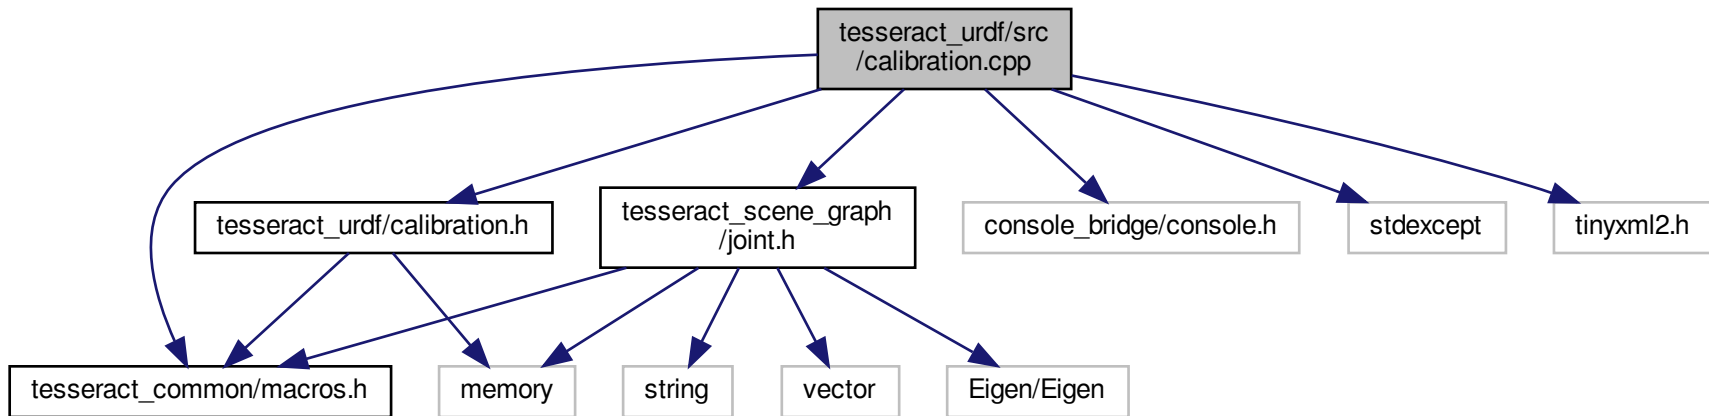 tesseract_urdf/src
/calibration.cpp
tesseract_urdf/calibration.h
tesseract_scene_graph
/joint.h
console_bridge/console.h
stdexcept
tinyxml2.h
tesseract_common/macros.h
memory
string
vector
Eigen/Eigen